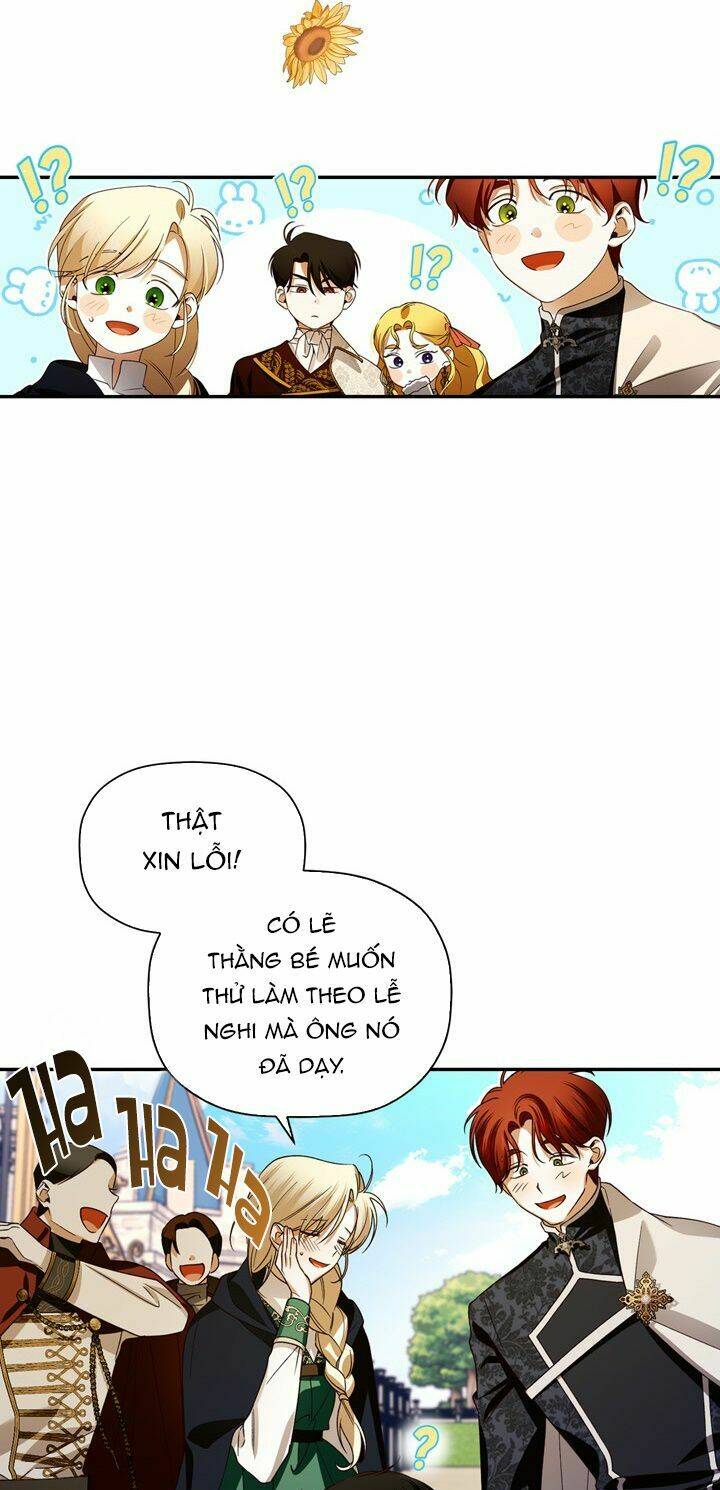 !?
!?
!?
!?
THẬT
XIN LỖI!
CÓ LẼ
THẰNG BÉ MUỐN
THỬ LÀM THEO LỄ
NGHI MÀ ÔNG NÓ
ĐÃ DẠY.
Ha
Ha
Ha
?